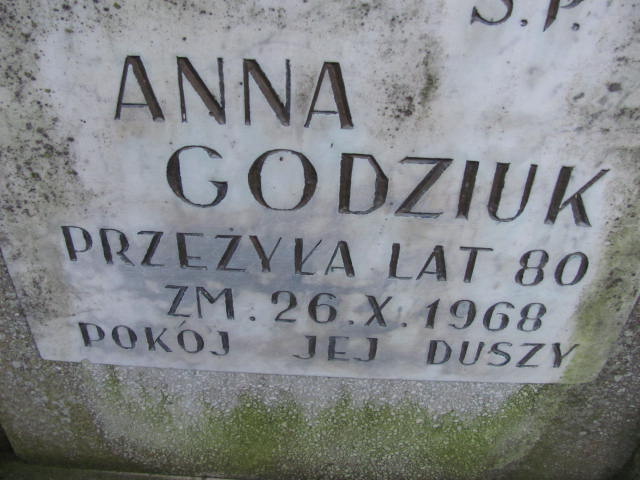 Ś.P.
ANNA
GODZIUK
PRZEŻYŁA LAT 80
ZM. 26.X.1968
POKÓJ JEJ DUSZY